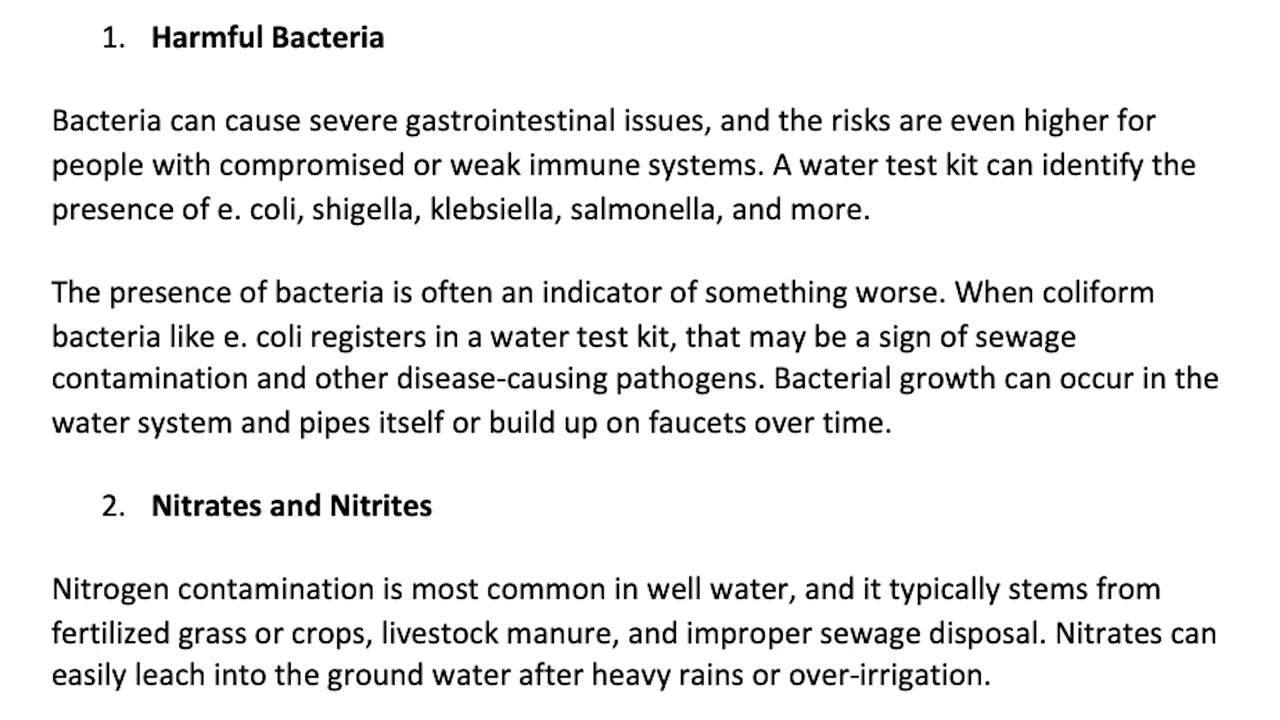 1. Harmful Bacteria
Bacteria can cause severe gastrointestinal issues, and the risks are even higher for
people with compromised or weak immune systems. A water test kit can identify the
presence of e. coli, shigella, klebsiella, salmonella, and more.
The presence of bacteria is often an indicator of something worse. When coliform
bacteria like e. coli registers in a water test kit, that may be a sign of sewage
contamination and other disease-causing pathogens. Bacterial growth can occur in the
water system and pipes itself or build up on faucets over time.
2. Nitrates and Nitrites
Nitrogen contamination is most common in well water, and it typically stems from
fertilized grass or crops, livestock manure, and improper sewage disposal. Nitrates can
easily leach into the ground water after heavy rains or over-irrigation.